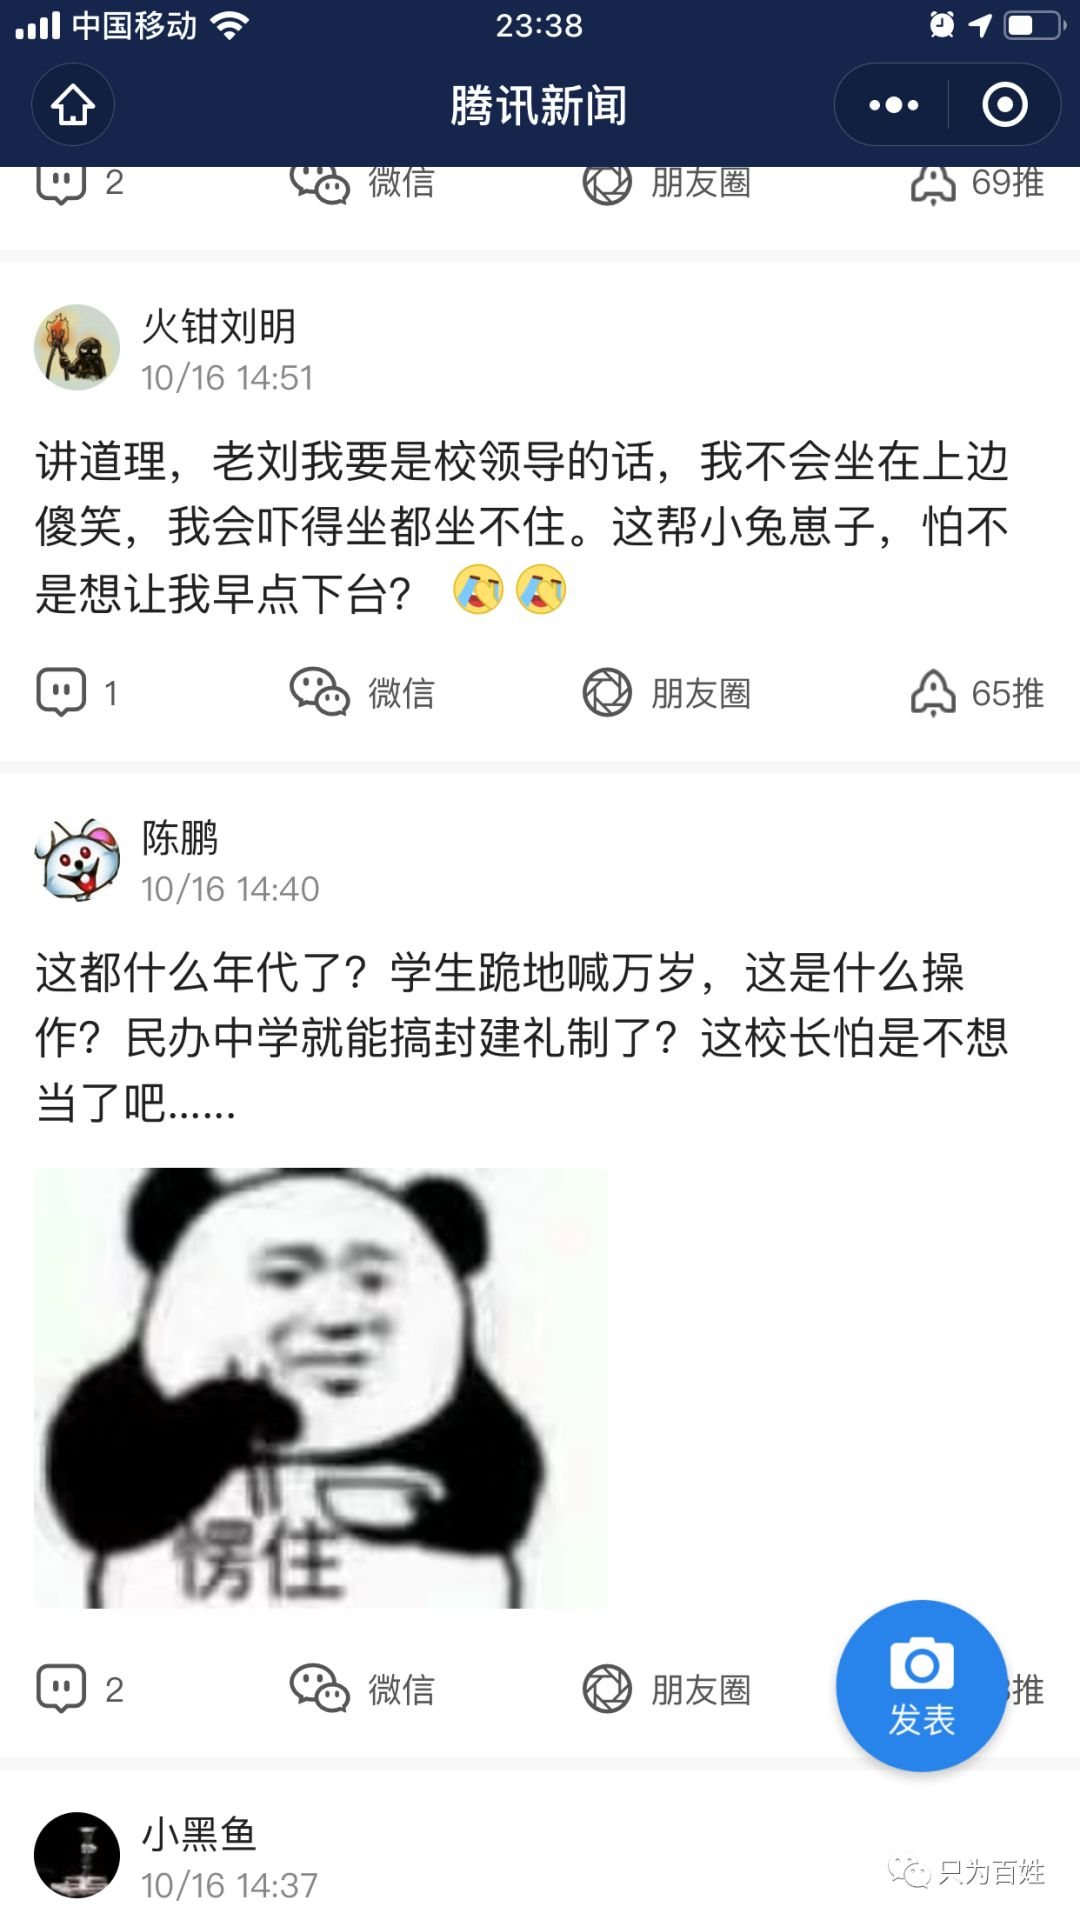 中国移动
23:38
腾讯新闻
2
微信
朋友圈
69推
火钳刘明
10/16 14:51
讲道理，老刘我要是校领导的话，我不会坐在上边
傻笑，我会吓得坐都坐不住。这帮小兔崽子，怕不
是想让我早点下台？
1
微信
朋友圈
65推
陈鹏
10/16 14:40
这都什么年代了？学生跪地喊万岁，这是什么操
作？民办中学就能搞封建礼制了？这校长怕是不想
当了吧......
愣住
2
微信
朋友圈
推
发表
小黑鱼
10/16 14:37
只为百姓